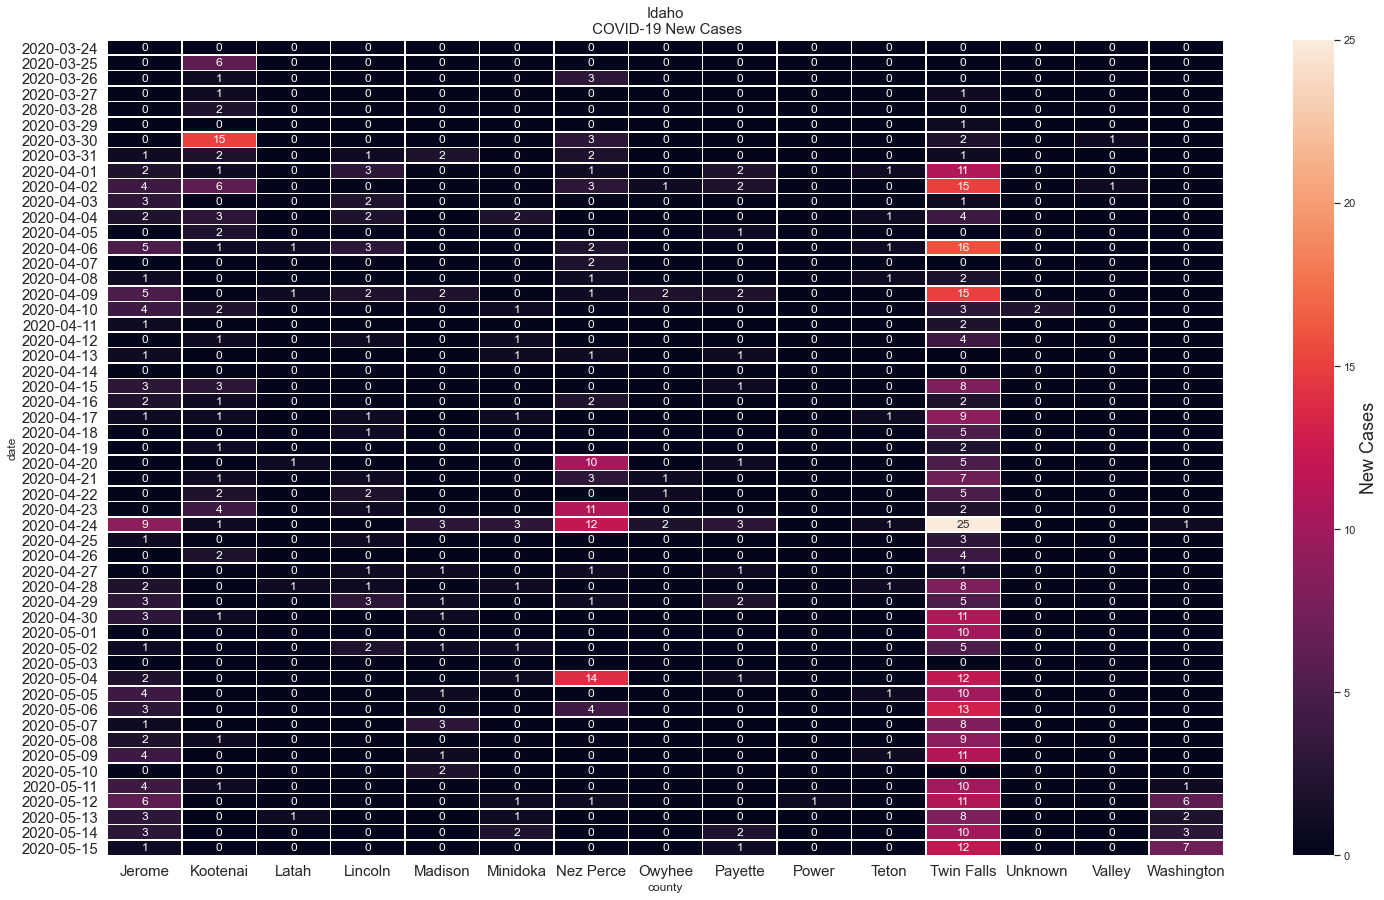 Idaho
COVID-19 New Cases
2020-03-24 0 0 0 0 0 0 0 0 0 0 0 0 0 0 0
2020-03-25 0 6 0 0 0 0 0 0 0 0 0 0 0 0 0
2020-03-26 0 1 0 0 0 0 3 0 0 0 0 0 0 0 0
2020-03-27 0 1 0 0 0 0 0 0 0 0 0 1 0 0 0
2020-03-28 0 2 0 0 0 0 0 0 0 0 0 0 0 0 0
2020-03-29 0 0 0 0 0 0 0 0 0 0 0 1 0 0 0
2020-03-30 0 15 0 0 0 0 3 0 0 0 0 2 0 1 0
2020-03-31 1 2 0 1 2 0 2 0 0 0 0 1 0 0 0
2020-04-01 2 1 0 3 0 0 1 0 2 0 1 11 0 0 0
2020-04-02 4 6 0 0 0 0 3 1 2 0 0 15 0 1 0
2020-04-03 3 0 0 2 0 0 0 0 0 0 0 1 0 0 0
2020-04-04 2 3 0 2 0 2 0 0 0 0 1 4 0 0 0
2020-04-05 0 2 0 0 0 0 0 0 1 0 0 0 0 0 0
2020-04-06 5 1 1 3 0 0 2 0 0 0 1 16 0 0 0
2020-04-07 0 0 0 0 0 0 2 0 0 0 0 0 0 0 0
2020-04-08 1 0 0 0 0 0 1 0 0 0 1 2 0 0 0
2020-04-09 5 0 1 2 2 0 1 2 2 0 0 15 0 0 0
2020-04-10 4 2 0 0 0 1 0 0 0 0 0 3 2 0 0
2020-04-11 1 0 0 0 0 0 0 0 0 0 0 2 0 0 0
2020-04-12 0 1 0 1 0 1 0 0 0 0 0 4 0 0 0
2020-04-13 1 0 0 0 0 1 1 0 1 0 0 0 0 0 0
2020-04-14 0 0 0 0 0 0 0 0 0 0 0 0 0 0 0
2020-04-15 3 3 0 0 0 0 0 0 1 0 0 8 0 0 0
2020-04-16 2 1 0 0 0 0 2 0 0 0 0 2 0 0 0
2020-04-17 1 1 0 1 0 1 0 0 0 0 1 9 0 0 0
2020-04-18 0 0 0 1 0 0 0 0 0 0 0 5 0 0 0
2020-04-19 0 1 0 0 0 0 0 0 0 0 0 2 0 0 0
2020-04-20 0 0 1 0 0 0 10 0 1 0 0 5 0 0 0
2020-04-21 0 1 0 1 0 0 3 1 0 0 0 7 0 0 0
2020-04-22 0 2 0 2 0 0 0 1 0 0 0 5 0 0 0
2020-04-23 0 4 0 1 0 0 11 0 0 0 0 2 0 0 0
2020-04-24 9 1 0 0 3 3 12 2 3 0 1 25 0 0 1
2020-04-25 1 0 0 1 0 0 0 0 0 0 0 3 0 0 0
2020-04-26 0 2 0 0 0 0 0 0 0 0 0 4 0 0 0
2020-04-27 0 0 0 1 1 0 1 0 1 0 0 1 0 0 0
2020-04-28 2 0 1 1 0 1 0 0 0 0 1 8 0 0 0
2020-04-29 3 0 0 3 1 0 1 0 2 0 0 5 0 0 0
2020-04-30 3 1 0 0 1 0 0 0 0 0 0 11 0 0 0
2020-05-01 0 0 0 0 0 0 0 0 0 0 0 10 0 0 0
2020-05-02 1 0 0 2 1 1 0 0 0 0 0 5 0 0 0
2020-05-03 0 0 0 0 0 0 0 0 0 0 0 0 0 0 0
2020-05-04 2 0 0 0 0 1 14 0 1 0 0 12 0 0 0
2020-05-05 4 0 0 0 1 0 0 0 0 0 1 10 0 0 0
2020-05-06 3 0 0 0 0 0 4 0 0 0 0 13 0 0 0
2020-05-07 1 0 0 0 3 0 0 0 0 0 0 8 0 0 0
2020-05-08 2 1 0 0 0 0 0 0 0 0 0 9 0 0 0
2020-05-09 4 0 0 0 1 0 0 0 0 0 1 11 0 0 0
2020-05-10 0 0 0 0 2 0 0 0 0 0 0 0 0 0 0
2020-05-11 4 1 0 0 0 0 0 0 0 0 0 10 0 0 1
2020-05-12 6 0 0 0 0 1 1 0 0 1 0 11 0 0 6
2020-05-13 3 0 1 0 0 1 0 0 0 0 0 8 0 0 2
2020-05-14 3 0 0 0 0 2 0 0 2 0 0 10 0 0 3
2020-05-15 1 0 0 0 0 0 0 0 1 0 0 12 0 0 7
Jerome Kootenai Latah Lincoln Madison Minidoka Nez Perce Owyhee Payette Power Teton Twin Falls Unknown Valley Washington
county
date
25
20
15
10
5
0
New Cases